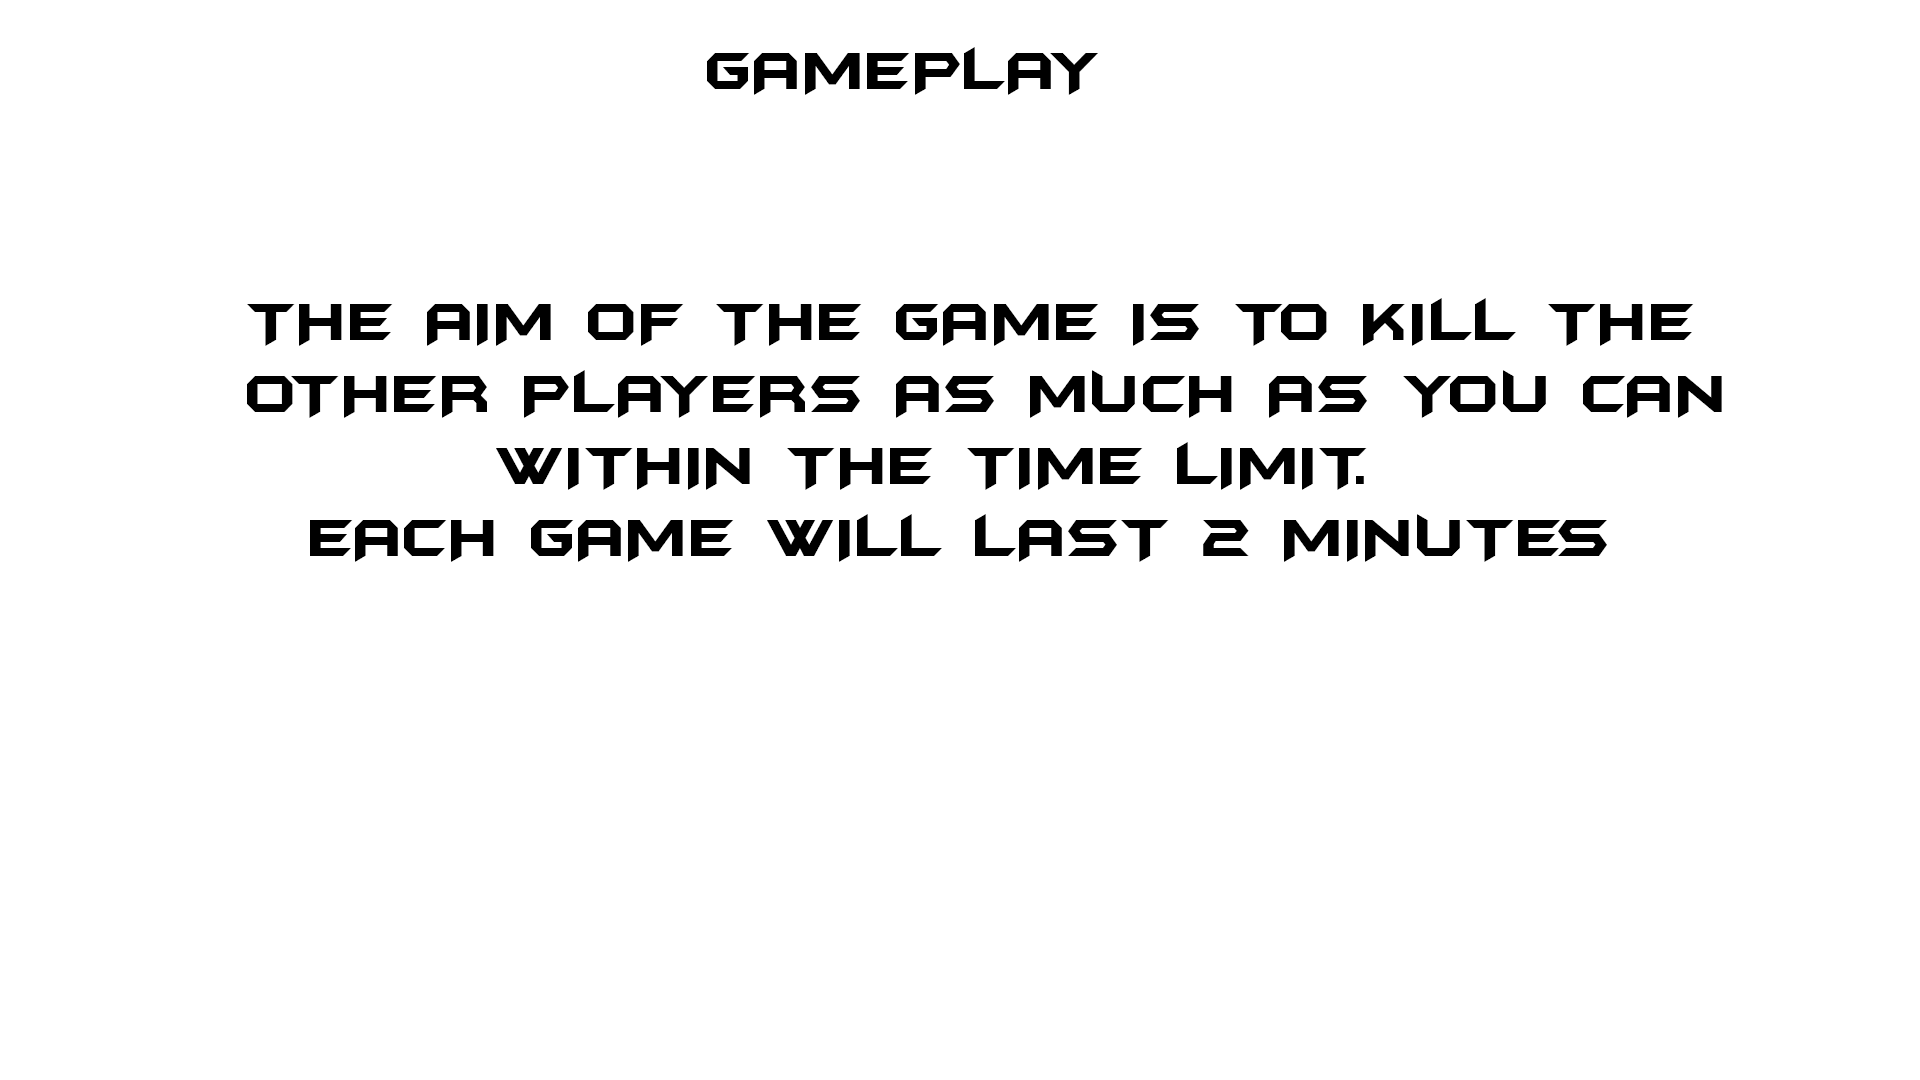 GAMEPLAY
THE AIM OF THE GAME IS TO KILL THE
OTHER PLAYERS AS MUCH AS YOU CAN
WITHIN THE TIME LIMIT.
EACH GAME WILL LAST 2 MINUTES